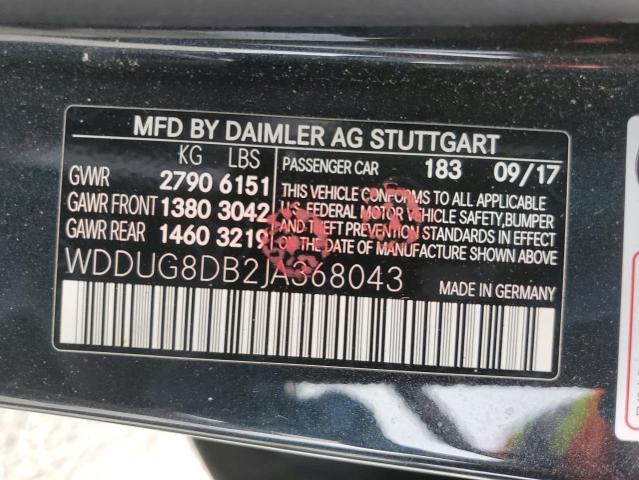 MFD BY DAIMLER AG STUTTGART
KG LBS
GVWR 2790 6151
GAWR FRONT 1380 3042
GAWR REAR 1460 3219
PASSENGER CAR 183 09/17
THIS VEHICLE CONFORMS TO ALL APPLICABLE
U.S. FEDERAL MOTOR VEHICLE SAFETY, BUMPER
AND THEFT PREVENTION STANDARDS IN EFFECT
ON THE DATE OF MANUFACTURE SHOWN ABOVE
WDDUG8DB2JA368043
MADE IN GERMANY